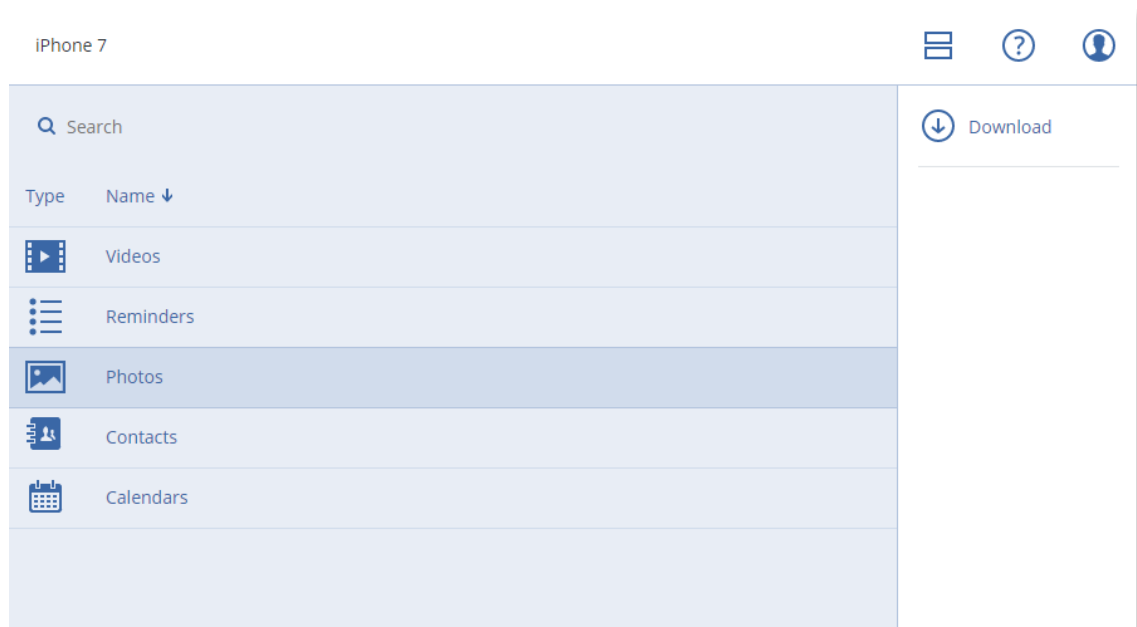 iPhone 7
Search
Download
Type Name
Videos
Reminders
Photos
Contacts
Calendars